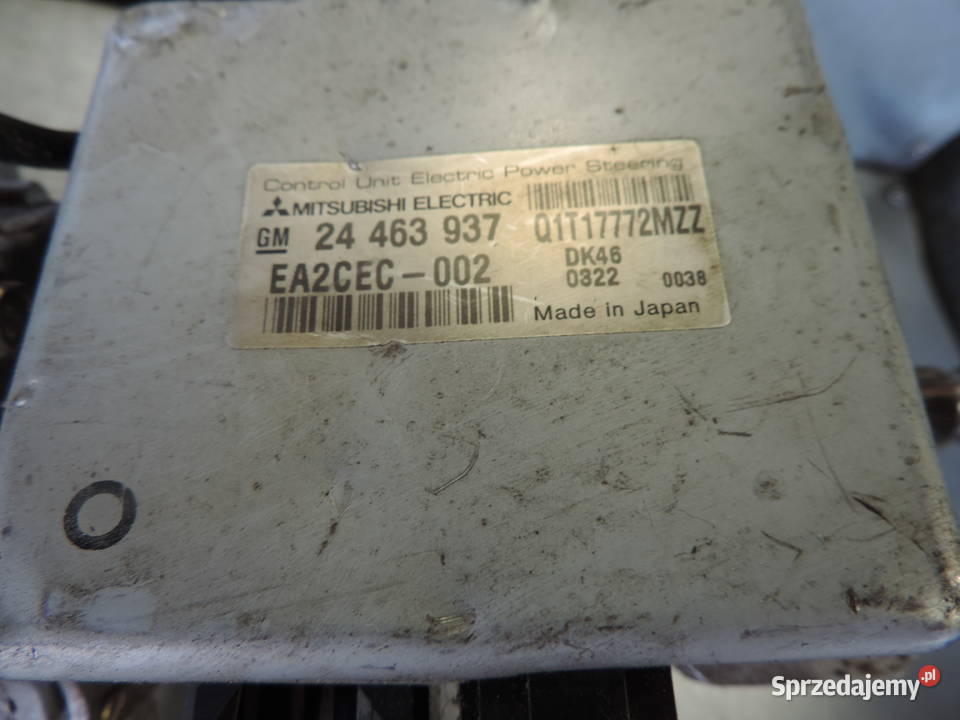 Control Unit Electric Power Steering
MITSUBISHI ELECTRIC
GM 24 463 937 Q1T17772MZZ
EA2CEC-002 DK46
0322 0038
Made in Japan
Sprzedajemy.pl